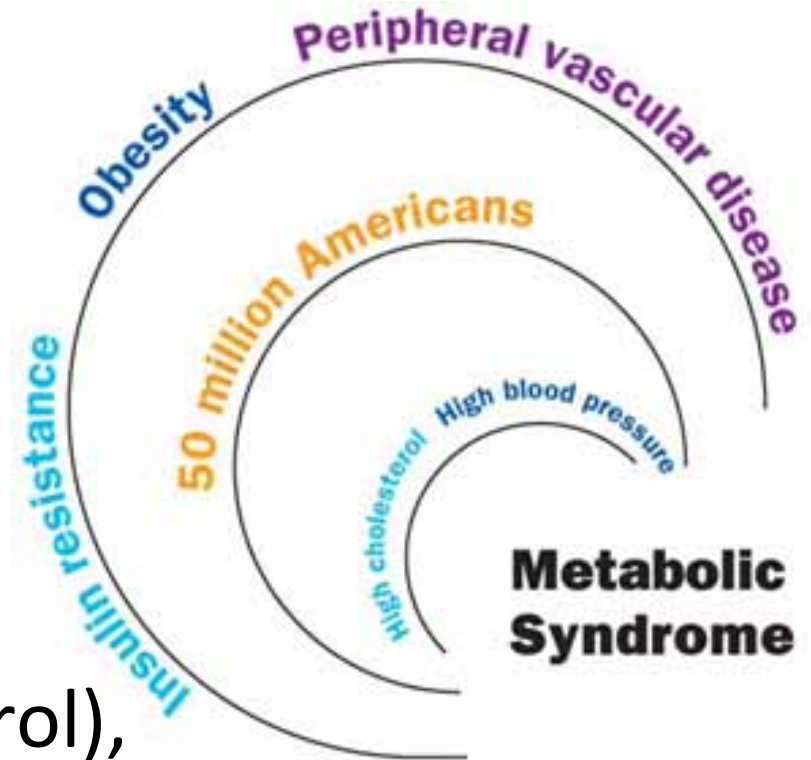 Peripheral vascular disease
Obesity
Insulin resistance
50 million Americans
High blood pressure
High cholesterol
Metabolic
Syndrome
rol),